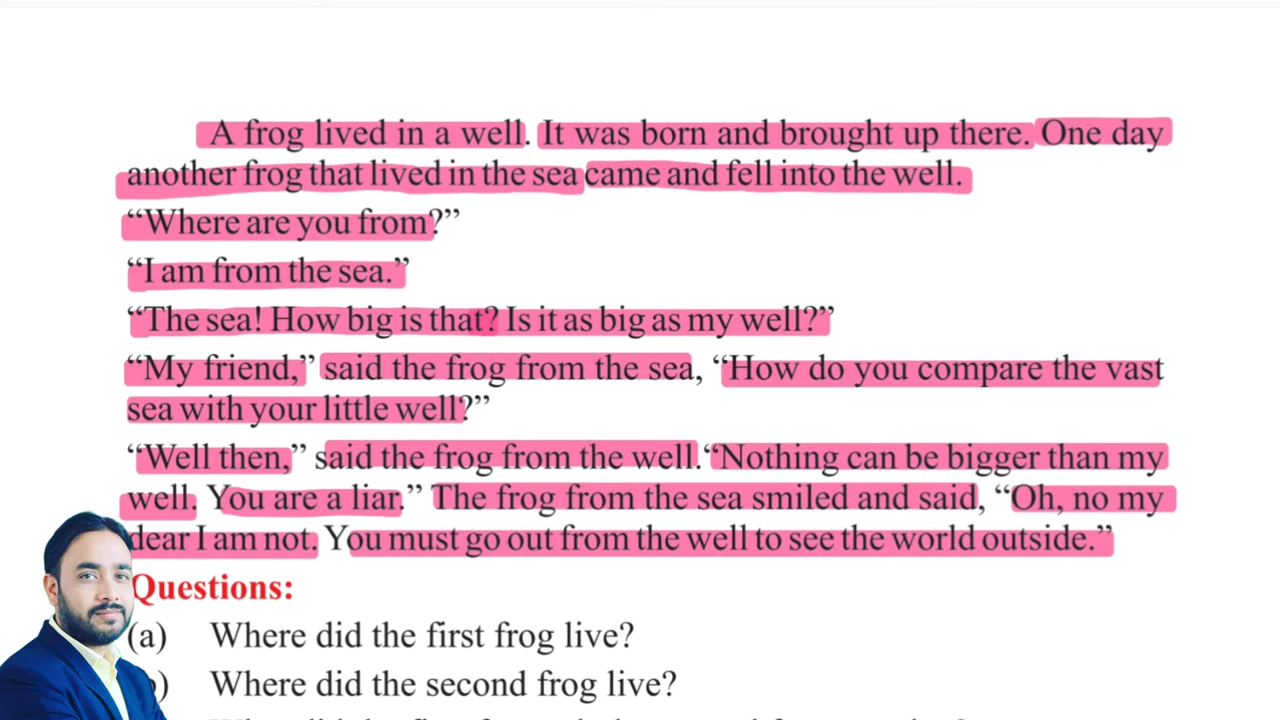 A frog lived in a well. It was born and brought up there. One day
another frog that lived in the sea came and fell into the well.
“Where are you from?”
“I am from the sea.”
“The sea! How big is that? Is it as big as my well?”
“My friend,” said the frog from the sea, “How do you compare the vast
sea with your little well?”
“Well then,” said the frog from the well.“Nothing can be bigger than my
well. You are a liar.” The frog from the sea smiled and said, “Oh, no my
dear I am not. You must go out from the well to see the world outside.”
Questions:
(a) Where did the first frog live?
) Where did the second frog live?